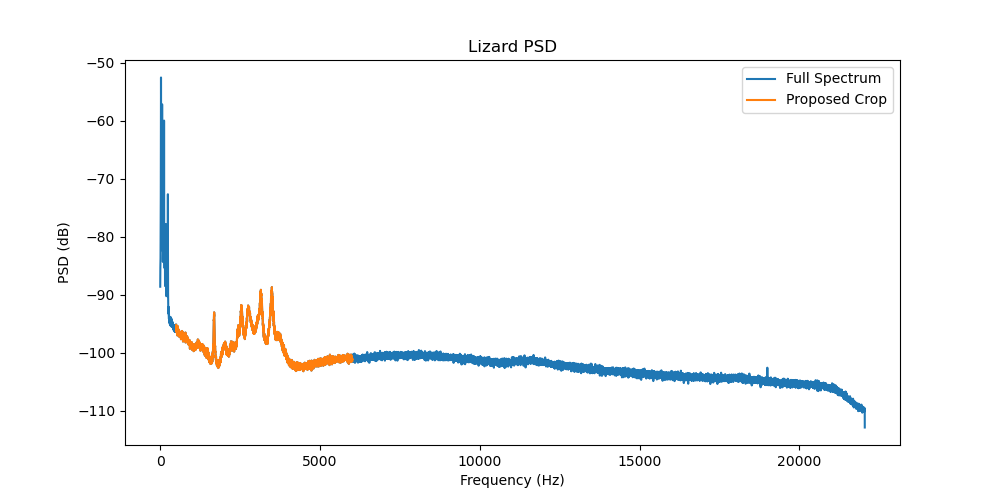 Lizard PSD
Full Spectrum
Proposed Crop
PSD (dB)
−50
−60
−70
−80
−90
−100
−110
0
5000
10000
15000
20000
Frequency (Hz)